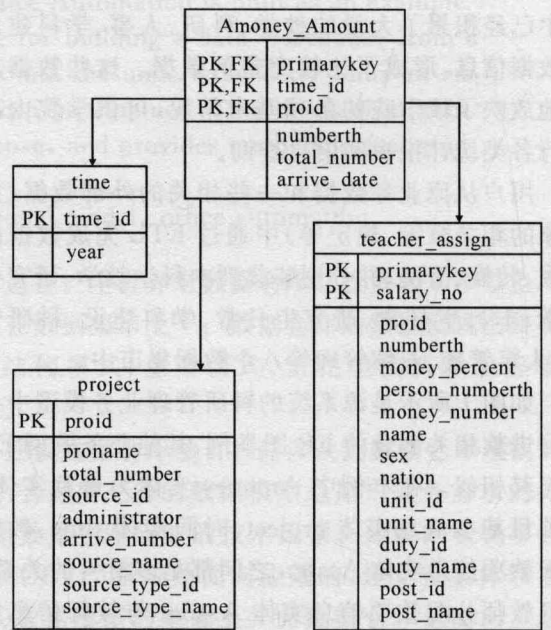 Amoney_Amount
PK,FK primarykey
PK,FK time_id
PK,FK proid
numberth
total_number
arrive_date
time
PK time_id
year
teacher_assign
PK primarykey
PK salary_no
proid
numberth
money_percent
person_numberth
money_number
name
sex
nation
unit_id
unit_name
duty_id
duty_name
post_id
post_name
project
PK proid
proname
total_number
source_id
administrator
arrive_number
source_name
source_type_id
source_type_name